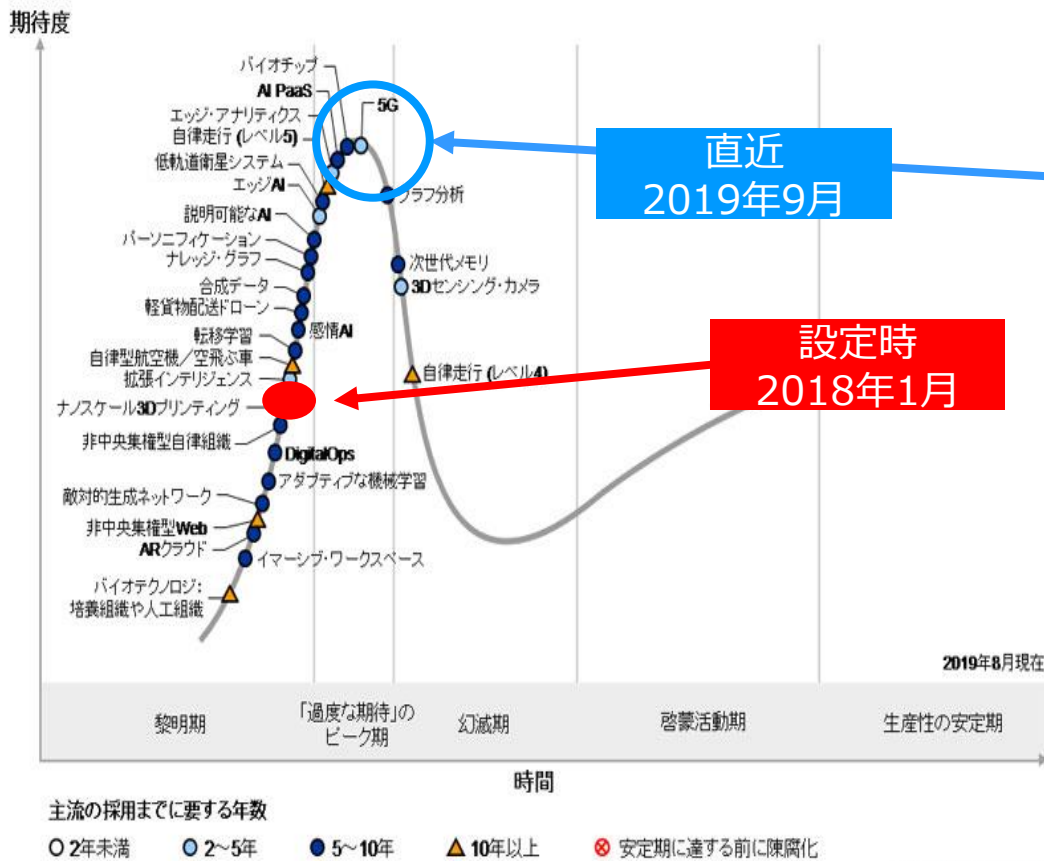 期待度
バイオチップ
AI PaaS
5G
エッジ・アナリティクス
自律走行 (レベル5)
低軌道衛星システム
エッジAI
グラフ分析
説明可能なAI
パーソニフィケーション
ナレッジ・グラフ
次世代メモリ
合成データ
3Dセンシング・カメラ
軽貨物配送ドローン
感情AI
転移学習
自律型航空機/空飛ぶ車
自律走行 (レベル4)
拡張インテリジェンス
ナノスケール3Dプリンティング
非中央集権型自律組織
DigitalOps
アダプティブな機械学習
敵対的生成ネットワーク
非中央集権型Web
ARクラウド
イマーシブ・ワークスペース
バイオテクノロジ:
培養組織や人工組織
直近
2019年9月
設定時
2018年1月
2019年8月現在
黎明期
「過度な期待」の
ピーク期
幻滅期
啓蒙活動期
生産性の安定期
時間
主流の採用までに要する年数
2年未満
2～5年
5～10年
10年以上
安定期に達する前に陳腐化